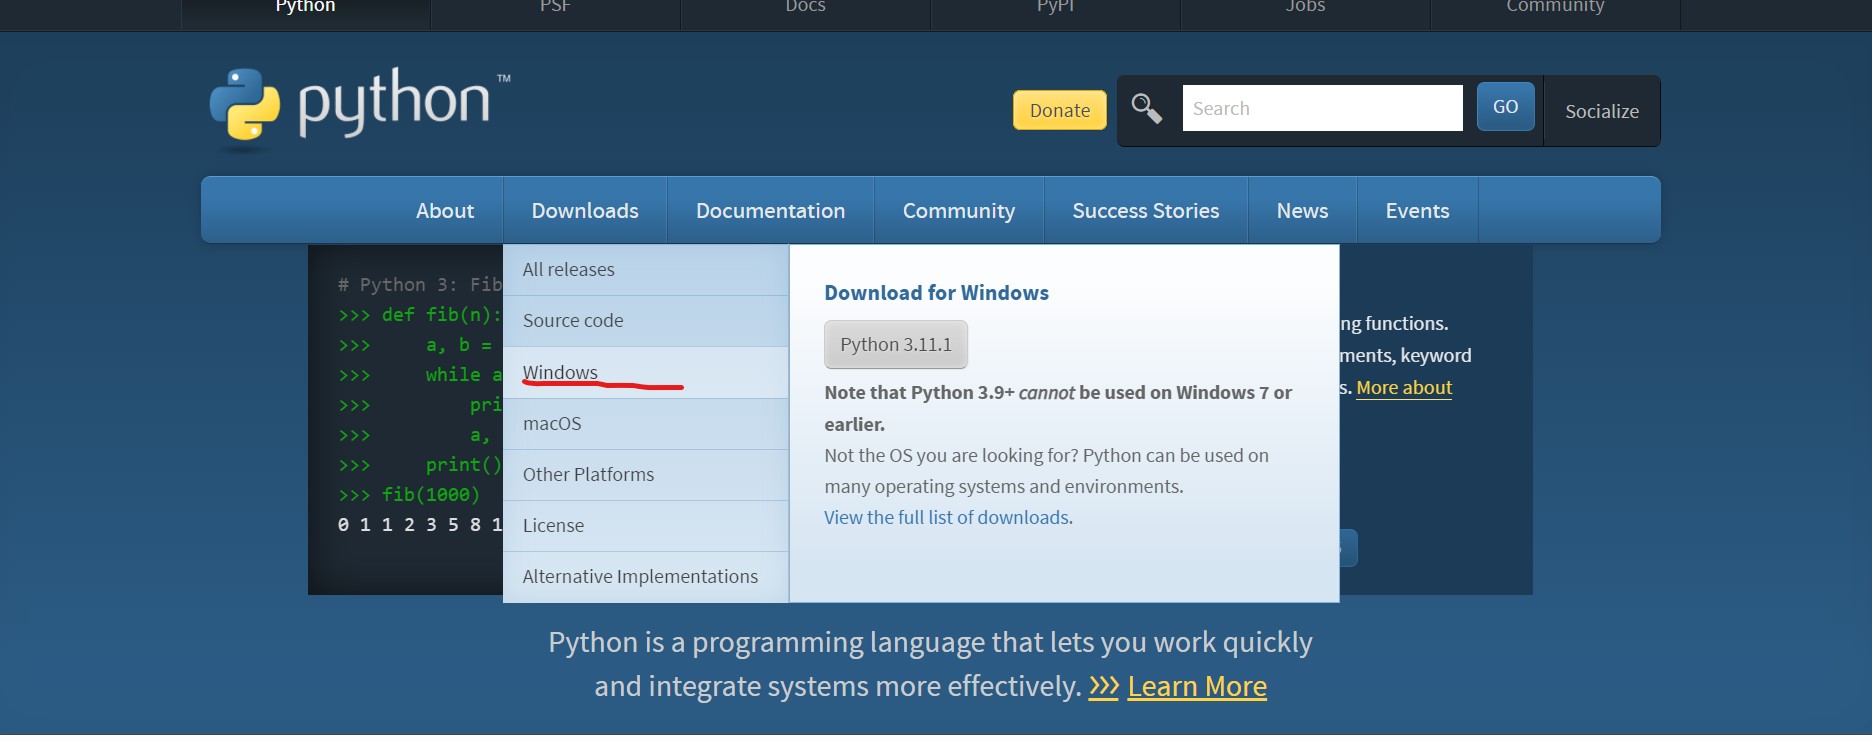 Python PSF Docs PyPI Jobs Community
python™
Donate Search GO Socialize
About Downloads Documentation Community Success Stories News Events
All releases
Source code
Windows
macOS
Other Platforms
License
Alternative Implementations
Download for Windows
Python 3.11.1
Note that Python 3.9+ cannot be used on Windows 7 or
earlier.
Not the OS you are looking for? Python can be used on
many operating systems and environments.
View the full list of downloads.
# Python 3: Fib
>>> def fib(n):
>>> a, b =
>>> while a
>>> pri
>>> a,
>>> print()
>>> fib(1000)
0 1 1 2 3 5 8 1
ng functions.
ments, keyword
s. More about
Python is a programming language that lets you work quickly
and integrate systems more effectively. >>> Learn More